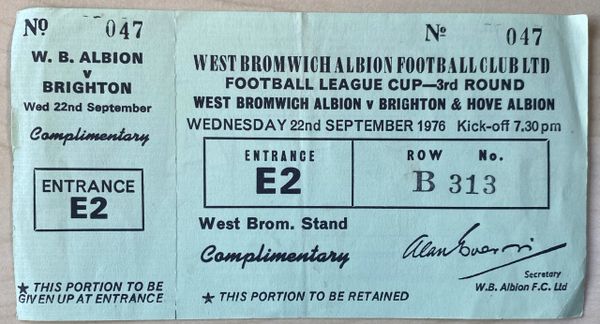 No 047
W. B. ALBION
v
BRIGHTON
Wed 22nd September
Complimentary
ENTRANCE
E2
★ THIS PORTION TO BE
GIVEN UP AT ENTRANCE
No 047
WEST BROMWICH ALBION FOOTBALL CLUB LTD
FOOTBALL LEAGUE CUP—3rd ROUND
WEST BROMWICH ALBION v BRIGHTON & HOVE ALBION
WEDNESDAY 22nd SEPTEMBER 1976 Kick-off 7.30pm
ENTRANCE
E2
ROW No.
B 313
West Brom. Stand
Complimentary
Secretary
W.B. Albion F.C. Ltd
★ THIS PORTION TO BE RETAINED